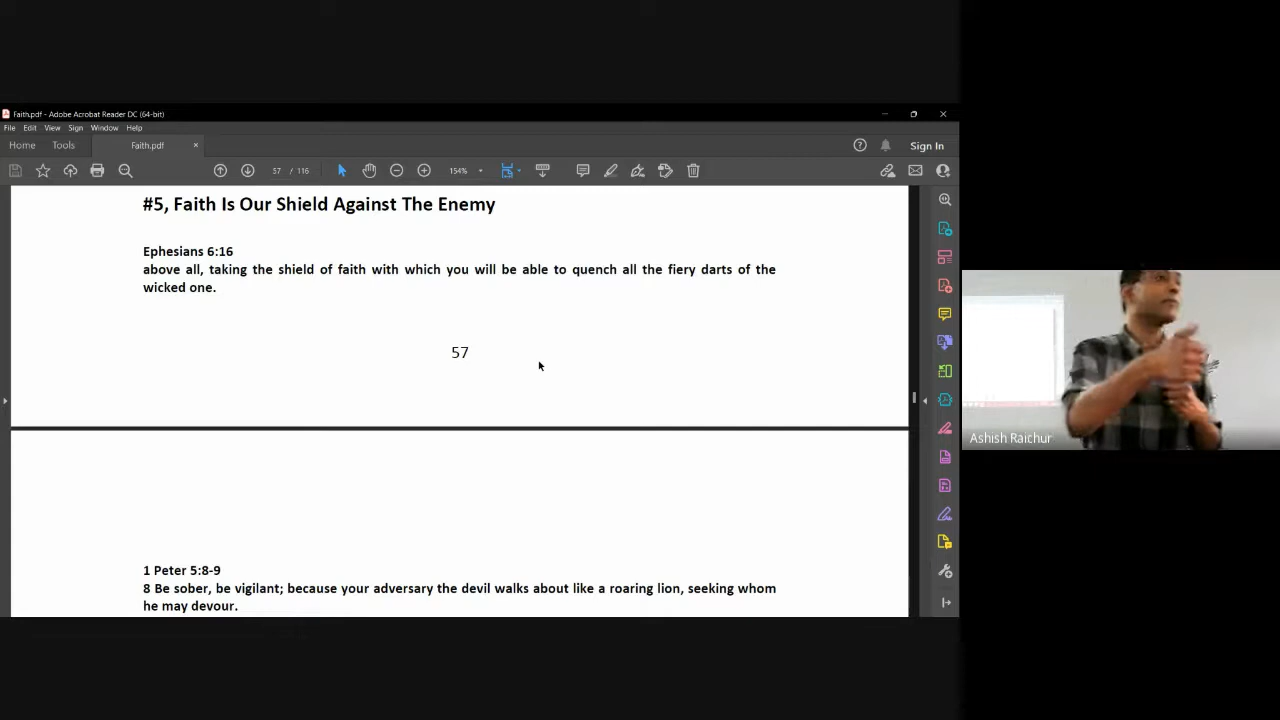 Faith.pdf - Adobe Acrobat Reader DC (64-bit)
File Edit View Sign Window Help
Home Tools Faith.pdf × Sign In
57 / 116 154%
#5, Faith Is Our Shield Against The Enemy
Ephesians 6:16
above all, taking the shield of faith with which you will be able to quench all the fiery darts of the
wicked one.
57
1 Peter 5:8-9
8 Be sober, be vigilant; because your adversary the devil walks about like a roaring lion, seeking whom
he may devour.
Ashish Raichur